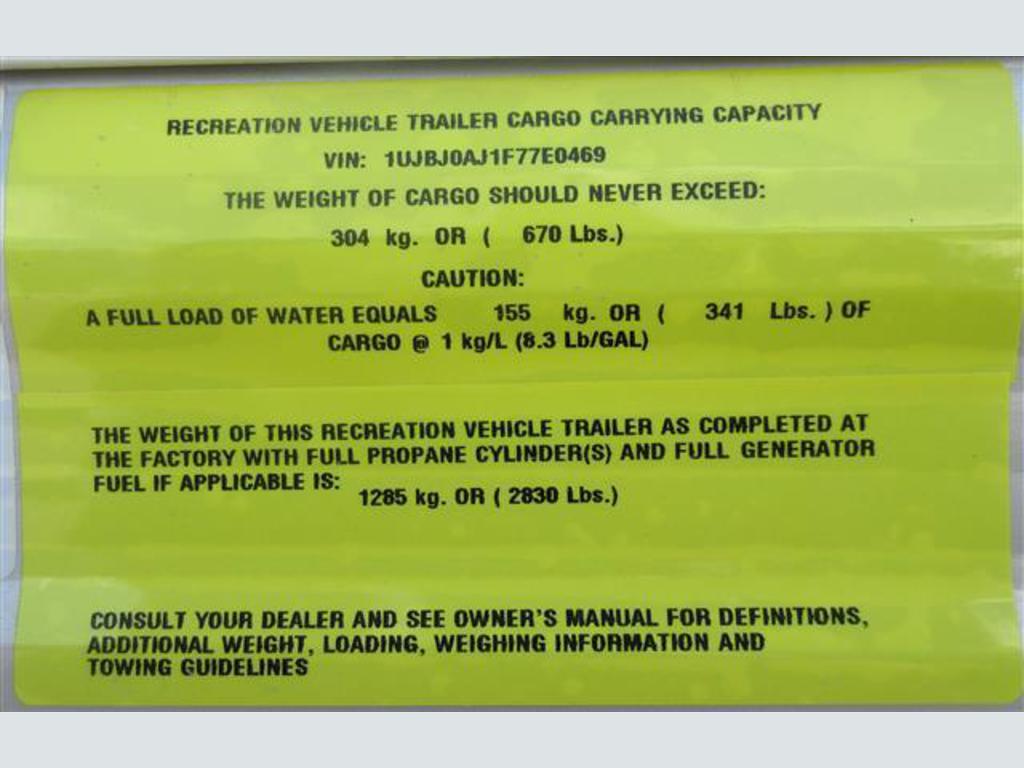 RECREATION VEHICLE TRAILER CARGO CARRYING CAPACITY
VIN: 1UJBJ0AJ1F77E0469
THE WEIGHT OF CARGO SHOULD NEVER EXCEED:
304 kg. OR ( 670 Lbs.)
CAUTION:
A FULL LOAD OF WATER EQUALS 155 kg. OR ( 341 Lbs. ) OF
CARGO @ 1 kg/L (8.3 Lb/GAL)
THE WEIGHT OF THIS RECREATION VEHICLE TRAILER AS COMPLETED AT
THE FACTORY WITH FULL PROPANE CYLINDER(S) AND FULL GENERATOR
FUEL IF APPLICABLE IS:
1285 kg. OR ( 2830 Lbs.)
CONSULT YOUR DEALER AND SEE OWNER'S MANUAL FOR DEFINITIONS,
ADDITIONAL WEIGHT, LOADING, WEIGHING INFORMATION AND
TOWING GUIDELINES